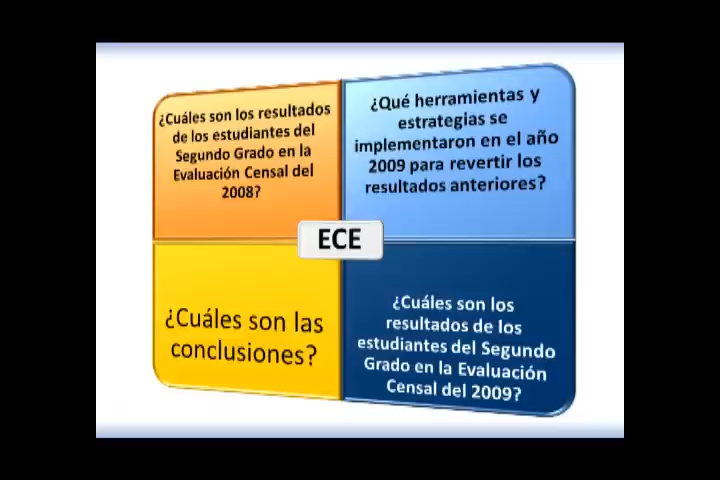 ¿Cuáles son los resultados
de los estudiantes del
Segundo Grado en la
Evaluación Censal del
2008?
¿Qué herramientas y
estrategias se
implementaron en el año
2009 para revertir los
resultados anteriores?
ECE
¿Cuáles son las
conclusiones?
¿Cuáles son los
resultados de los
estudiantes del Segundo
Grado en la Evaluación
Censal del 2009?